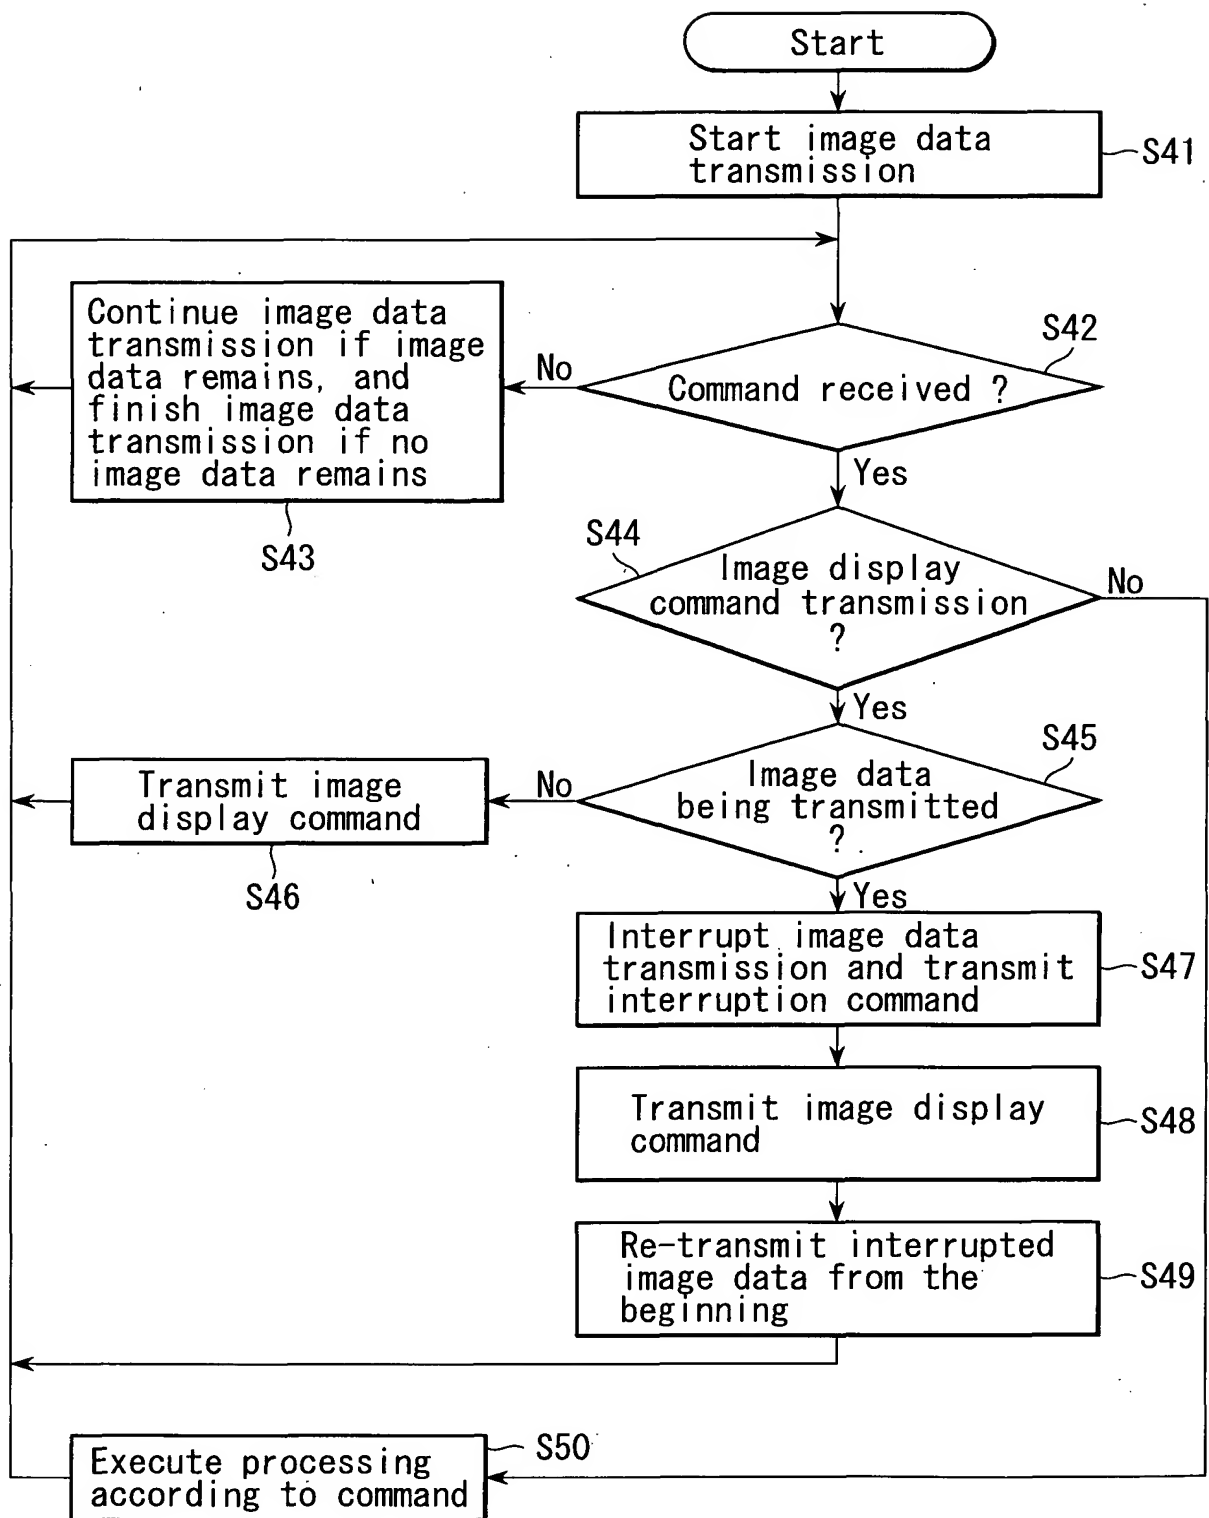 Start
Start image data
transmission
S41
Continue image data
transmission if image
data remains, and
finish image data
transmission if no
image data remains
S43
No
Command received ?
S42
Yes
S44
Image display
command transmission
?
No
Yes
S45
Image data
being transmitted
?
No
Transmit image
display command
S46
Yes
Interrupt image data
transmission and transmit
interruption command
S47
Transmit image display
command
S48
Re-transmit interrupted
image data from the
beginning
S49
S50
Execute processing
according to command